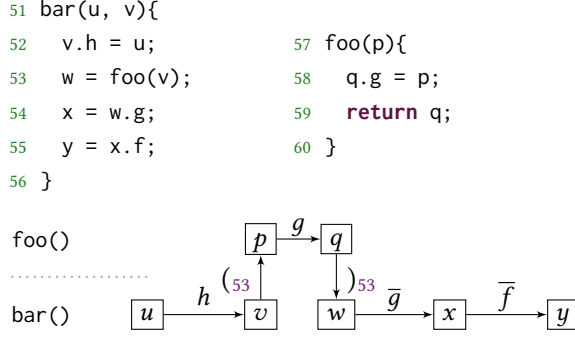 51 bar(u, v){
52 v.h = u;
53 w = foo(v);
54 x = w.g;
55 y = x.f;
56 }
57 foo(p){
58 q.g = p;
59 return q;
60 }
foo() p g q
(53 )53
bar() u h v w g̅ x f̅ y